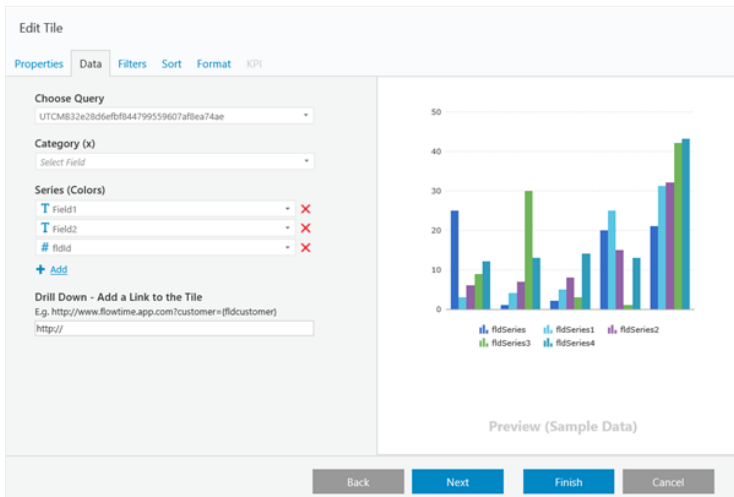 Edit Tile
Properties Data Filters Sort Format KPI
Choose Query
UTCMB32e28d6efbf844799559607af8ea74ae
Category (x)
Select Field
Series (Colors)
T Field1
T Field2
# fldId
+ Add
Drill Down - Add a Link to the Tile
E.g. http://www.flowtime.app.com?customer={fldcustomer}
http://
50
40
30
20
10
0
fldSeries fldSeries1 fldSeries2
fldSeries3 fldSeries4
Preview (Sample Data)
Back Next Finish Cancel